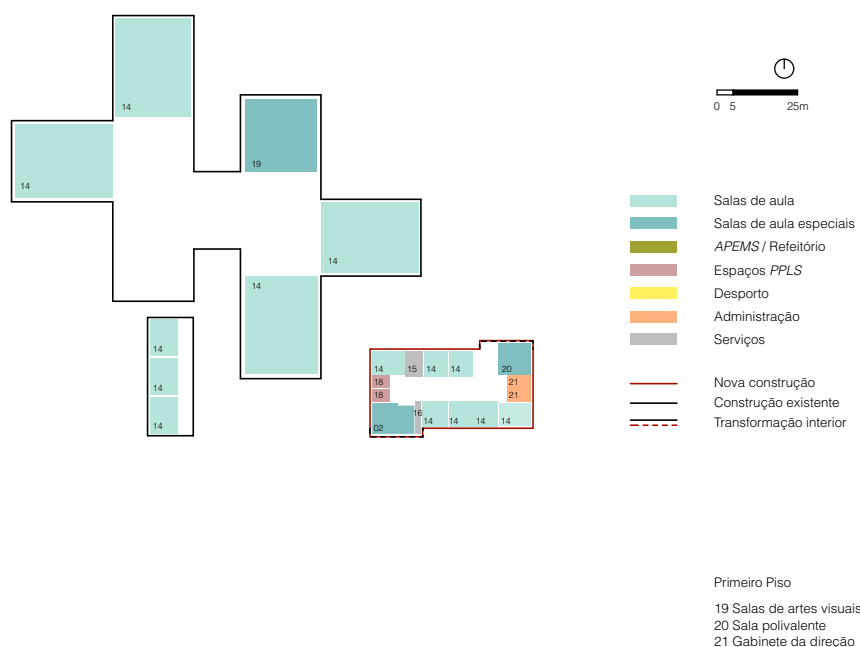 14
14
19
14
14
14
14
14
14 15 14 14 20
18 21
18 21
16
02 14 14 14 14
0 5 25m
Salas de aula
Salas de aula especiais
APEMS / Refeitório
Espaços PPLS
Desporto
Administração
Serviços
Nova construção
Construção existente
Transformação interior
Primeiro Piso
19 Salas de artes visuais
20 Sala polivalente
21 Gabinete da direção